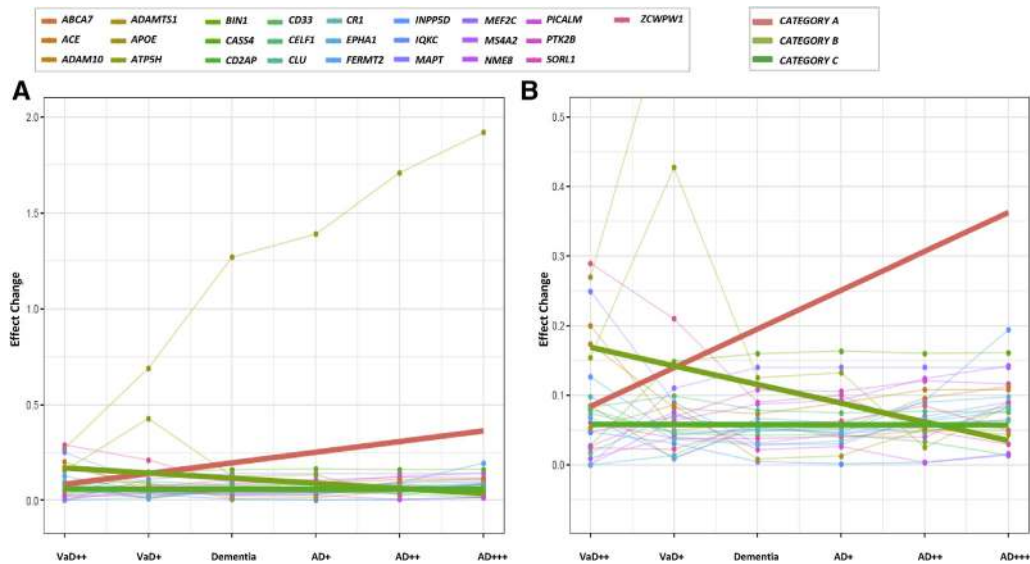 ABCA7 ADAMTS1 BIN1 CD33 CR1 INPP5D MEF2C PICALM ZCWPW1 CATEGORY A
ACE APOE CASS4 CELF1 EPHA1 IQKC MS4A2 PTK2B CATEGORY B
ADAM10 ATP5H CD2AP CLU FERMT2 MAPT NME8 SORL1 CATEGORY C
A B
2.0 0.5
1.5 0.4
1.0 0.3
0.5 0.2
0.0 0.1
0.0
Effect Change
Effect Change
VaD++ VaD+ Dementia AD+ AD++ AD+++
VaD++ VaD+ Dementia AD+ AD++ AD+++